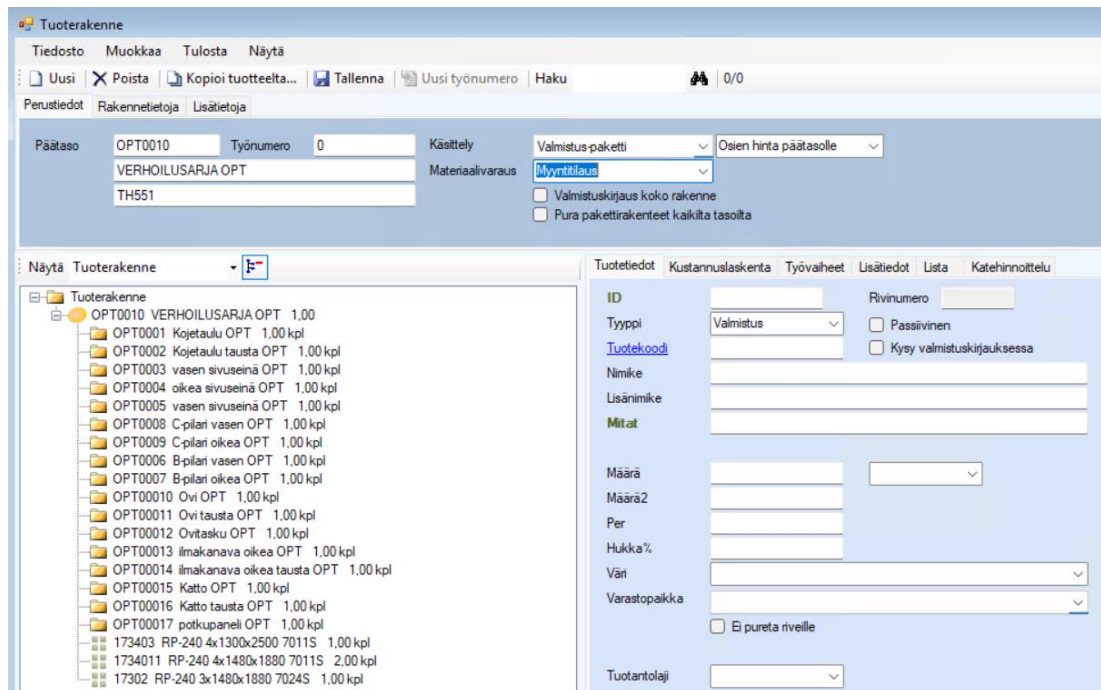 Tuoterakenne
Tiedosto Muokkaa Tulosta Näytä
Uusi Poista Kopioi tuotteelta... Tallenna Uusi työnumero Haku 0/0
Perustiedot Rakennetietoja Lisätietoja
Päätaso OPT0010 Työnumero 0 Käsittely Valmistus-paketti Osien hinta päätasolle
VERHOILUSARJA OPT Materiaalivaraus Myyntitilaus
TH551 Valmistuskirjaus koko rakenne
Pura pakettirakenteet kaikilta tasoilta
Näytä Tuoterakenne
Tuoterakenne
OPT0010 VERHOILUSARJA OPT 1,00
OPT0001 Kojetaulu OPT 1,00 kpl
OPT0002 Kojetaulu tausta OPT 1,00 kpl
OPT0003 vasen sivuseinä OPT 1,00 kpl
OPT0004 oikea sivuseinä OPT 1,00 kpl
OPT0005 vasen sivuseinä OPT 1,00 kpl
OPT0008 C-pilari vasen OPT 1,00 kpl
OPT0009 C-pilari oikea OPT 1,00 kpl
OPT0006 B-pilari vasen OPT 1,00 kpl
OPT0007 B-pilari oikea OPT 1,00 kpl
OPT00010 Ovi OPT 1,00 kpl
OPT00011 Ovi tausta OPT 1,00 kpl
OPT00012 Ovitasku OPT 1,00 kpl
OPT00013 ilmakanava oikea OPT 1,00 kpl
OPT00014 ilmakanava oikea tausta OPT 1,00 kpl
OPT00015 Katto OPT 1,00 kpl
OPT00016 Katto tausta OPT 1,00 kpl
OPT00017 potkupaneli OPT 1,00 kpl
173403 RP-240 4x1300x2500 7011S 1,00 kpl
1734011 RP-240 4x1480x1880 7011S 2,00 kpl
17302 RP-240 3x1480x1880 7024S 1,00 kpl
Tuotetiedot Kustannuslaskenta Työvaiheet Lisätiedot Lista Katehinnoittelu
ID Rivinumero
Tyyppi Valmistus Passiivinen
Tuotekoodi Kysy valmistuskirjauksessa
Nimike
Lisänimike
Mitat
Määrä
Määrä2
Per
Hukka%
Väri
Varastopaikka
Ei pureta riveille
Tuotantolaji